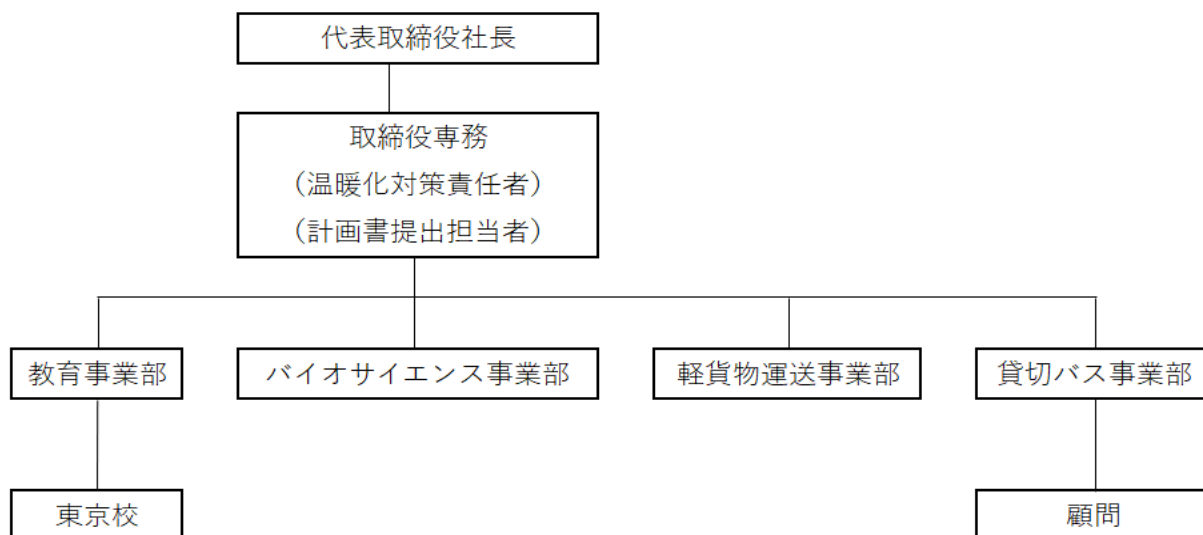 代表取締役社長
取締役専務
（温暖化対策責任者）
（計画書提出担当者）
教育事業部
バイオサイエンス事業部
軽貨物運送事業部
貸切バス事業部
東京校
顧問